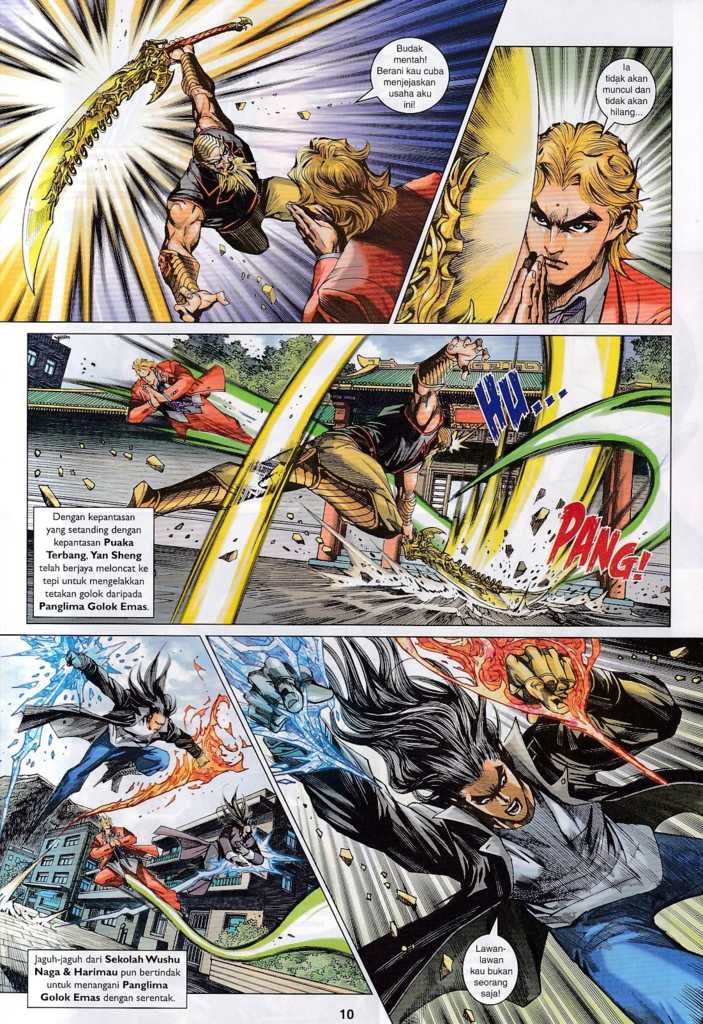 Budak
mentah!
Berani kau cuba
menjejaskan
usaha aku
ini!
Ia
tidak akan
muncul dan
tidak akan
hilang...
HU...
PANG!
Dengan kepantasan
yang setanding dengan
kepantasan Puaka
Terbang, Yan Sheng
telah berjaya meloncat ke
tepi untuk mengelakkan
tetakan golok daripada
Panglima Golok Emas.
Jaguh-jaguh dari Sekolah Wushu
Naga & Harimau pun bertindak
untuk menangani Panglima
Golok Emas dengan serentak.
Lawan-
lawan
kau bukan
seorang
saja!
10